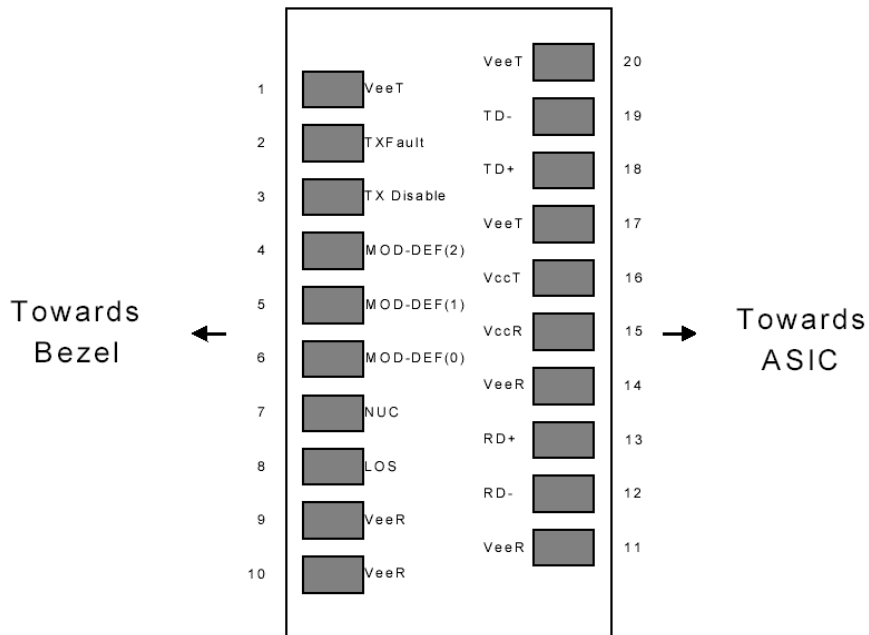 VeeT 20
1 VeeT
TD- 19
2 TXFault
TD+ 18
3 TX Disable
VeeT 17
4 MOD-DEF(2)
VccT 16
5 MOD-DEF(1)
Towards
Bezel
VccR 15
Towards
ASIC
6 MOD-DEF(0)
VeeR 14
7 NUC
RD+ 13
8 LOS
RD- 12
9 VeeR
VeeR 11
10 VeeR